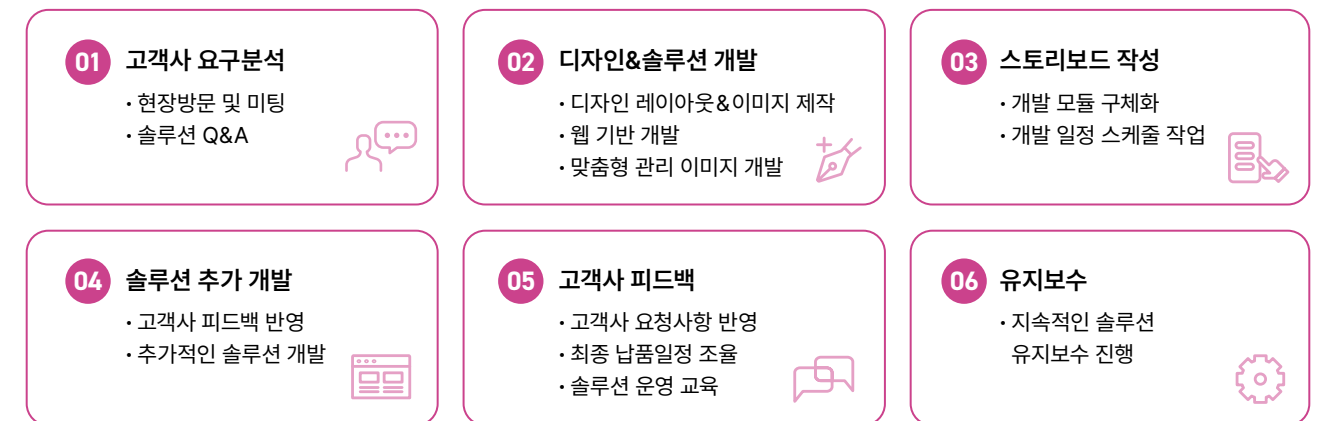 01 고객사 요구분석
· 현장방문 및 미팅
· 솔루션 Q&A
02 디자인&솔루션 개발
· 디자인 레이아웃&이미지 제작
· 웹 기반 개발
· 맞춤형 관리 이미지 개발
03 스토리보드 작성
· 개발 모듈 구체화
· 개발 일정 스케줄 작업
04 솔루션 추가 개발
· 고객사 피드백 반영
· 추가적인 솔루션 개발
05 고객사 피드백
· 고객사 요청사항 반영
· 최종 납품일정 조율
· 솔루션 운영 교육
06 유지보수
· 지속적인 솔루션
유지보수 진행